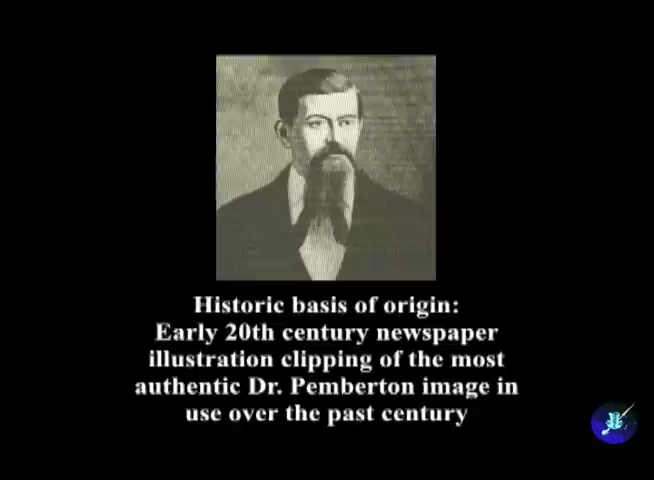 Historic basis of origin:
Early 20th century newspaper
illustration clipping of the most
authentic Dr. Pemberton image in
use over the past century